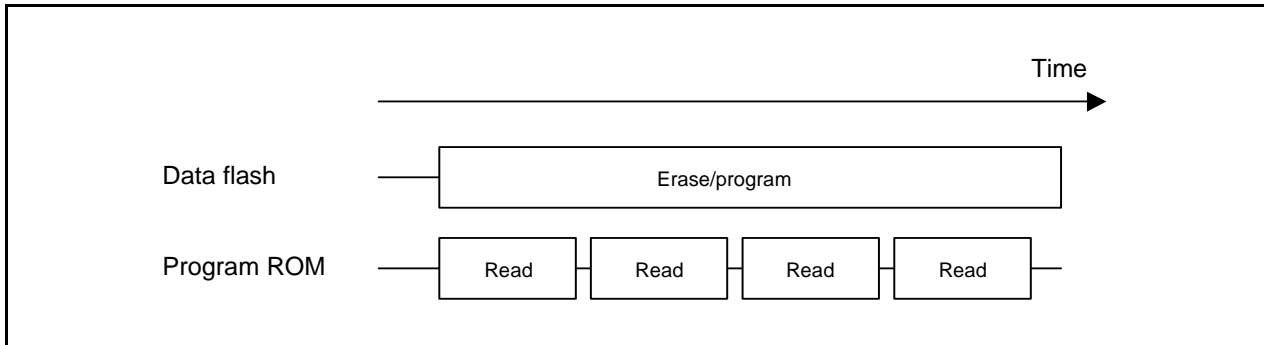 Time
Data flash
Erase/program
Program ROM
Read
Read
Read
Read